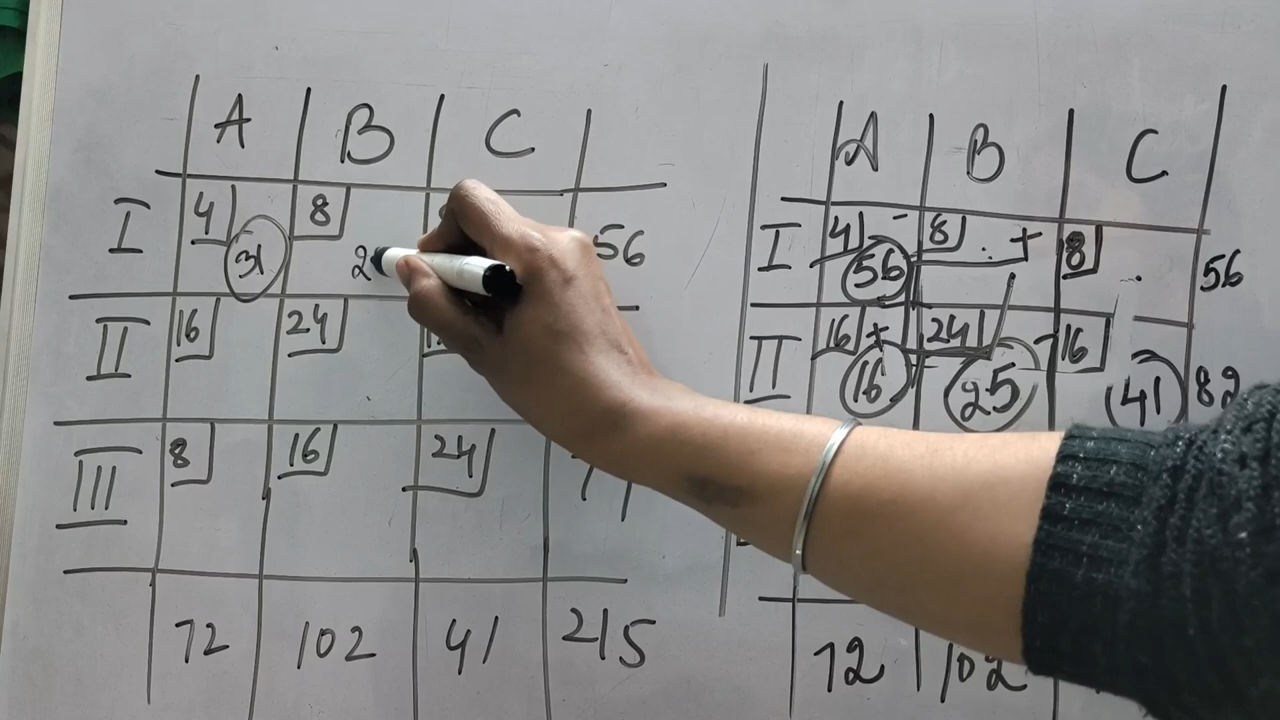 A B C
I 4 31 8 2 56
II 16 24
III 8 16 24
72 102 41 215
A B C
I 4 56 8 + 8 56
II 16 + 16 24 25 16 41 82
72 102